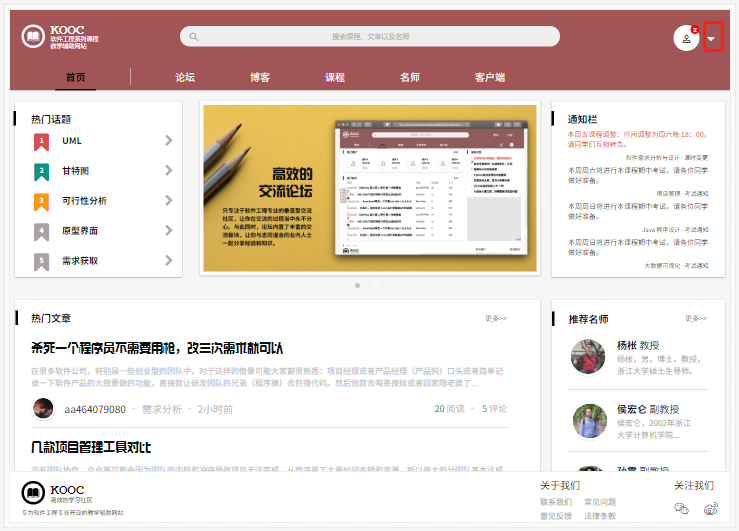 KOOC
软件工程系列课程
教学辅助网站
搜索课程、文章以及名师
2
首页
论坛
博客
课程
名师
客户端
热门话题
1 UML
2 甘特图
3 可行性分析
4 原型界面
5 需求获取
高效的
交流论坛
只专注于软件工程专业的垂直型交流
社区，让你在交流的过程当中永不分
心。与此同时，论坛内置了丰富的交
流板块，让你与志同道合的业内人士
一起分享经验和知识。
通知栏
本周五课程调整：时间调整为周六晚 18：00，
请同学们互相转告。
软件需求分析与设计 · 课时变更
本周周六将进行本课程期中考试，请各位同学
做好准备。
项目管理 · 考试通知
本周周六将进行本课程期中考试，请各位同学
做好准备。
Java 程序设计 · 考试通知
本周周日将进行本课程期中考试，请各位同学
做好准备。
大数据可视化 · 考试通知
热门文章
更多>>
杀死一个程序员不需要用枪，改三次需求就可以
在很多软件公司，特别是一些创业型的团队中，对于这样的情景可能大家都很熟悉：项目经理或者产品经理（产品狗）口头或者简单记
录一下软件产品的大致要做的功能，直接就让研发团队的兄弟（程序猿）去狂撸代码。然后他就去喝茶撩妹或者回家陪老婆了...
aa464079080 · 需求分析 · 2小时前
20 阅读 · 5 评论
几款项目管理工具对比
推荐名师
更多>>
杨枨 教授
杨枨，男，博士，教授，
浙江大学硕士生导师。
侯宏仑 副教授
侯宏仑，2002年浙江
大学计算机学院...
KOOC
高效的学习社区
专为软件工程专业开设的教学辅助网站
关于我们
联系我们
常见问题
意见反馈
法律条教
关注我们